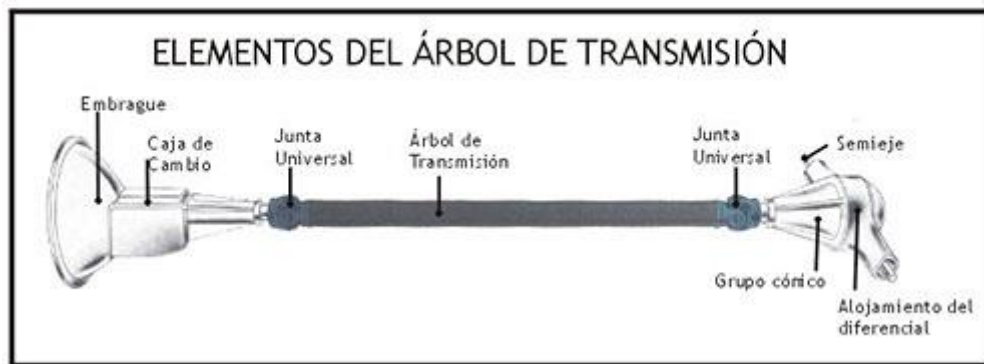 ELEMENTOS DEL ÁRBOL DE TRANSMISIÓN
Embrague
Caja de
Cambio
Junta
Universal
Árbol de
Transmisión
Junta
Universal
Semieje
Grupo cónico
Alojamiento del
diferencial